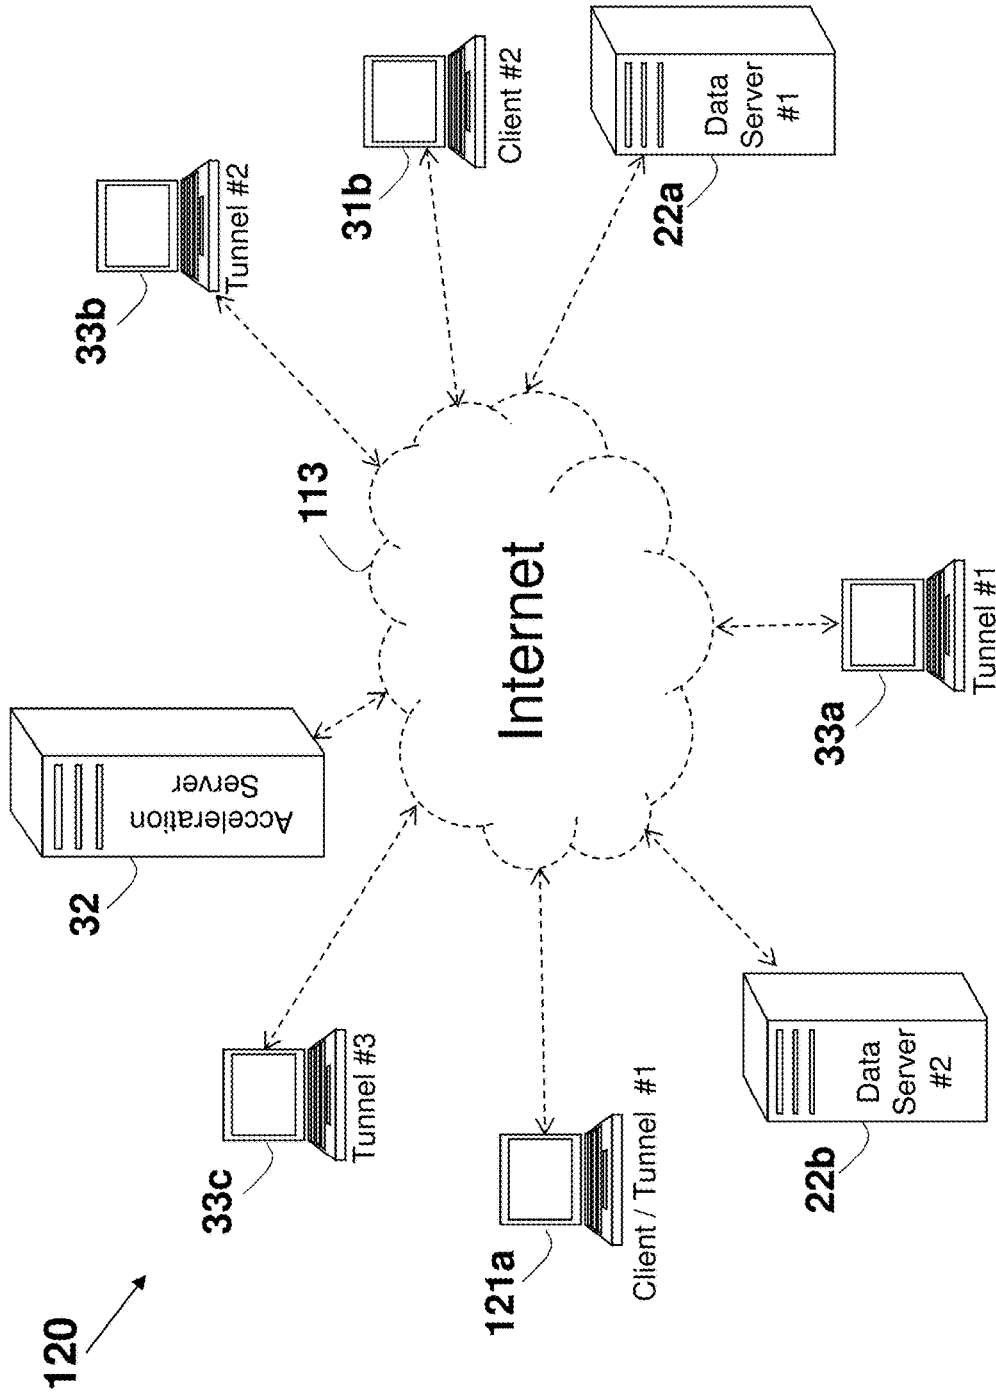 120
33c
Tunnel #3
32
Acceleration
Server
113
33b
Tunnel #2
31b
Client #2
121a
Client / Tunnel #1
Internet
22a
Data
Server
#1
22b
Data
Server
#2
33a
Tunnel #1